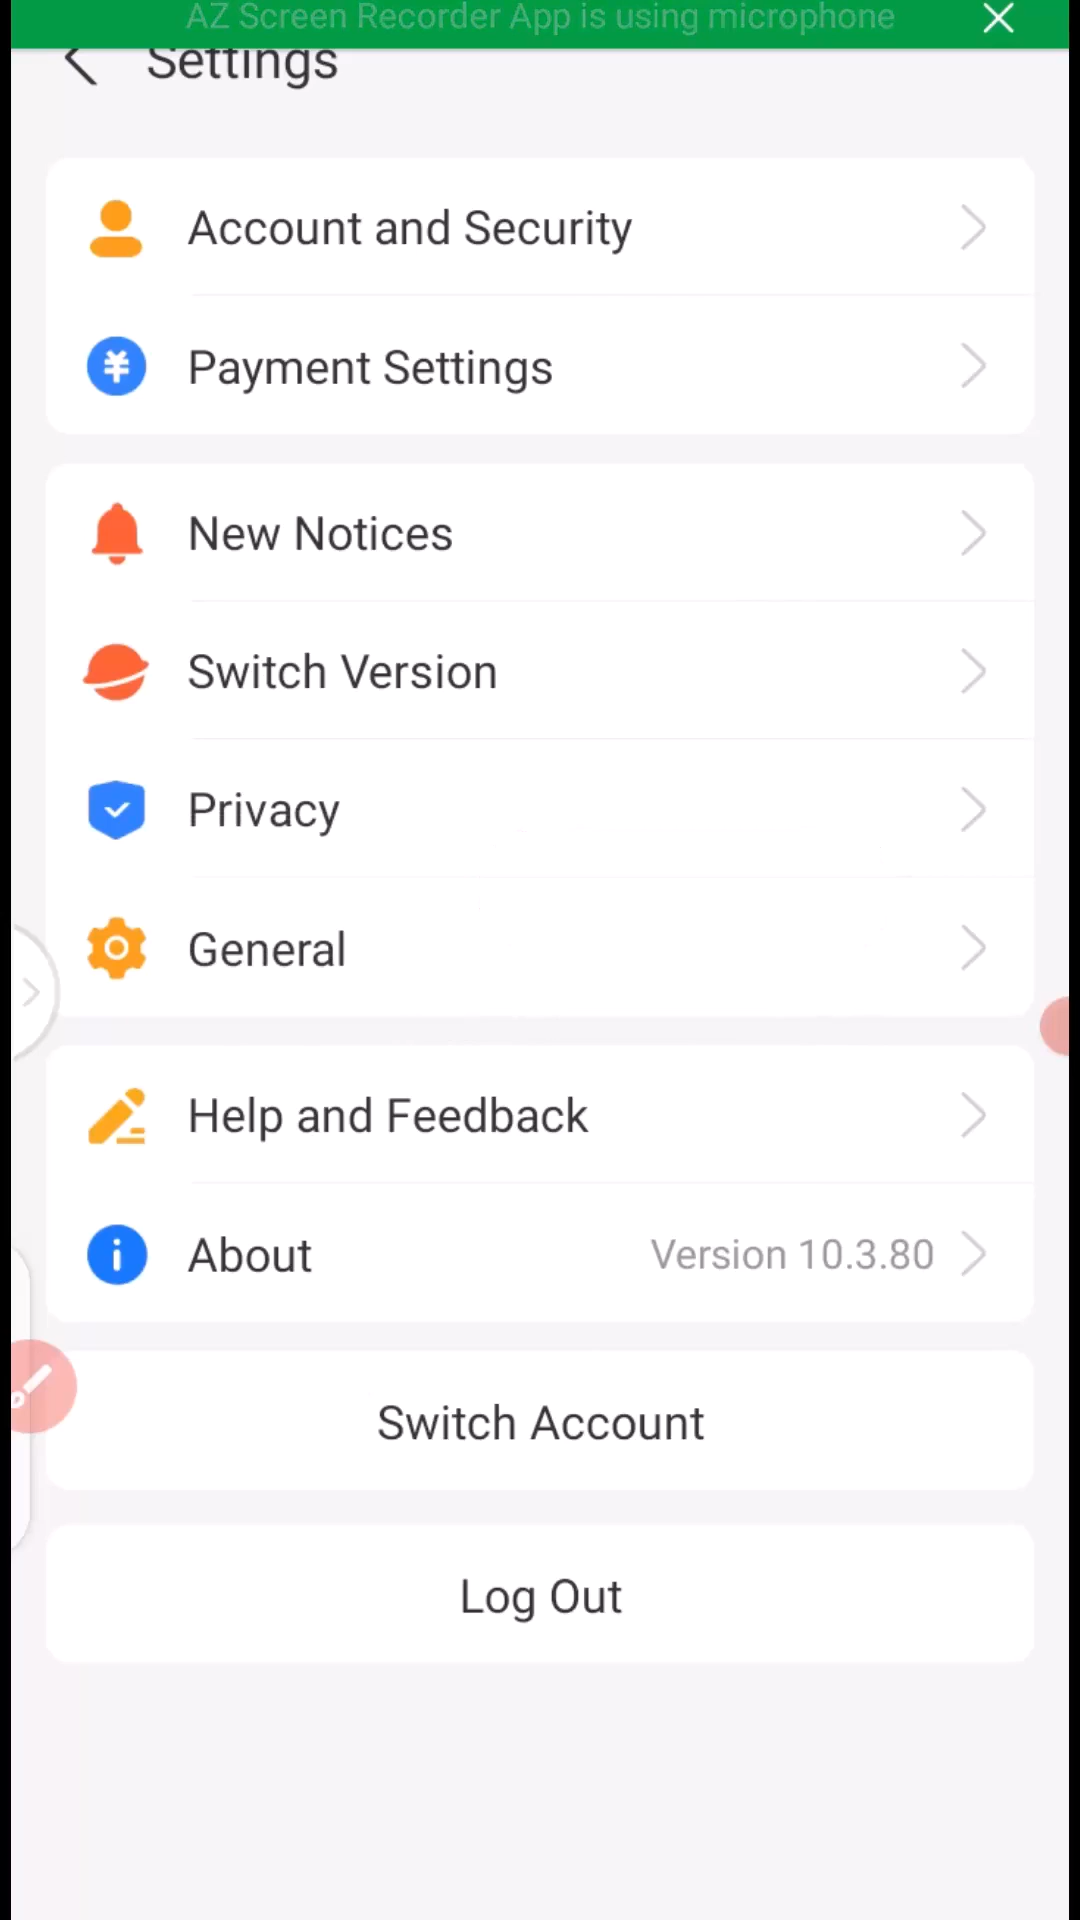 AZ Screen Recorder App is using microphone
Settings
Account and Security
Payment Settings
New Notices
Switch Version
Privacy
General
Help and Feedback
About Version 10.3.80
Switch Account
Log Out